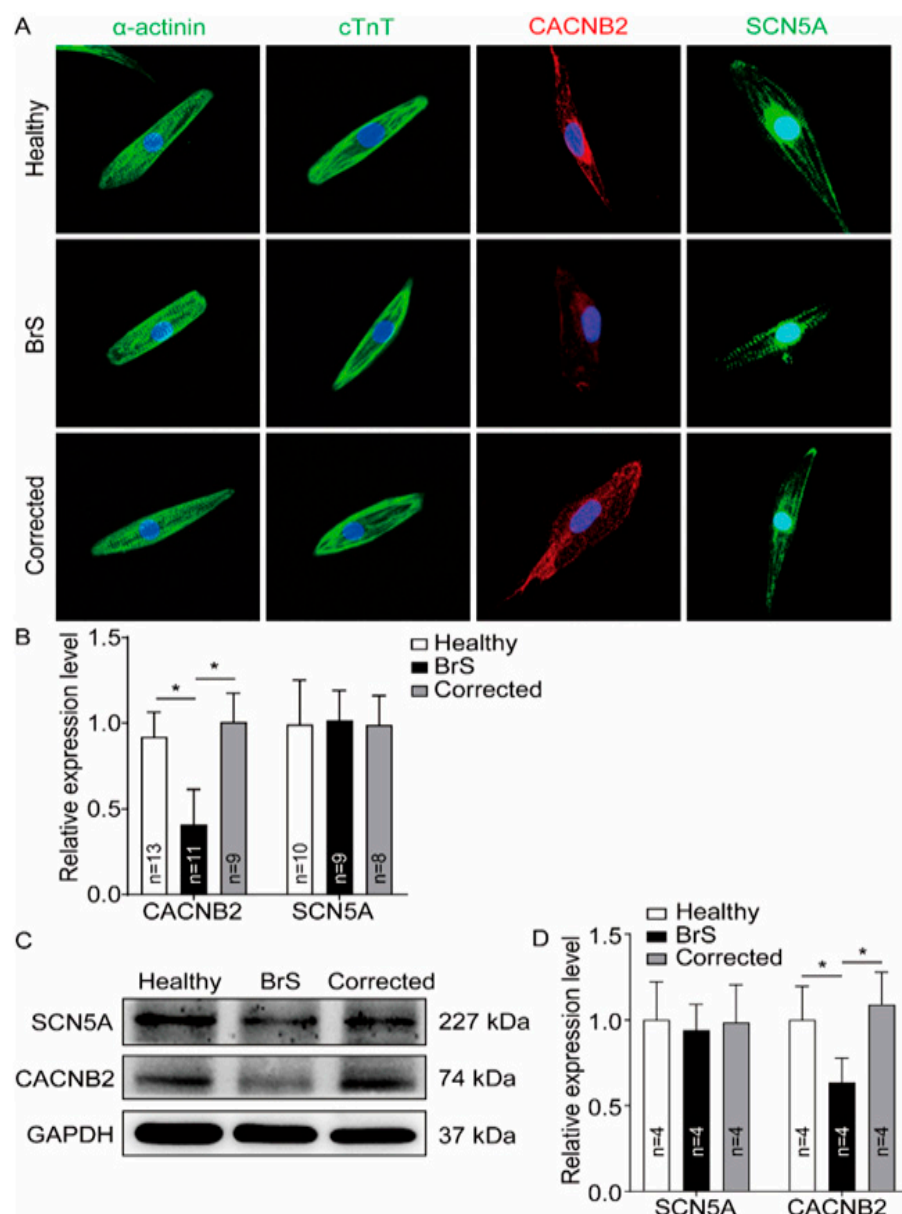 A
α-actinin cTnT CACNB2 SCN5A
Healthy
BrS
Corrected
B
Relative expression level
1.5
1.0
0.5
0.0
* *
Healthy
BrS
Corrected
n=13 n=11 n=9 n=10 n=9 n=8
CACNB2 SCN5A
C
Healthy BrS Corrected
SCN5A 227 kDa
CACNB2 74 kDa
GAPDH 37 kDa
D
Relative expression level
1.5
1.0
0.5
0.0
Healthy
BrS
Corrected
* *
n=4 n=4 n=4 n=4 n=4 n=4
SCN5A CACNB2